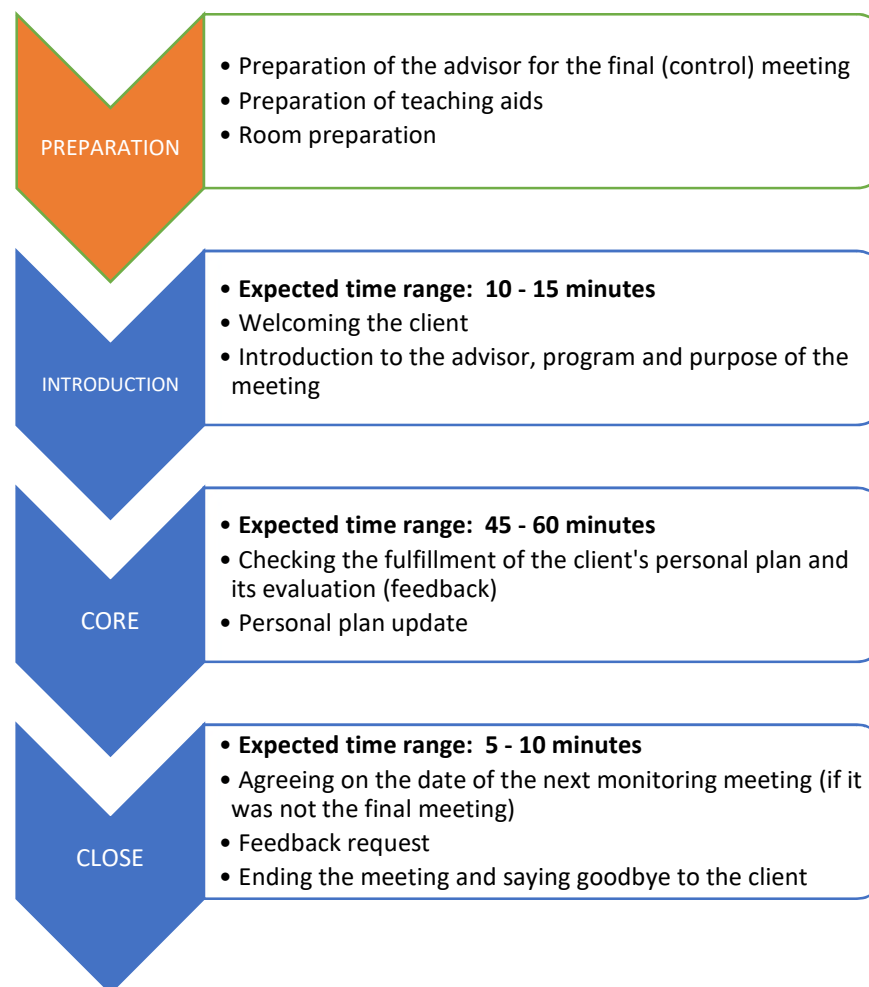 PREPARATION
• Preparation of the advisor for the final (control) meeting
• Preparation of teaching aids
• Room preparation
INTRODUCTION
• Expected time range:  10 - 15 minutes
• Welcoming the client
• Introduction to the advisor, program and purpose of the
meeting
CORE
• Expected time range:  45 - 60 minutes
• Checking the fulfillment of the client's personal plan and
its evaluation (feedback)
• Personal plan update
CLOSE
• Expected time range:  5 - 10 minutes
• Agreeing on the date of the next monitoring meeting (if it
was not the final meeting)
• Feedback request
• Ending the meeting and saying goodbye to the client